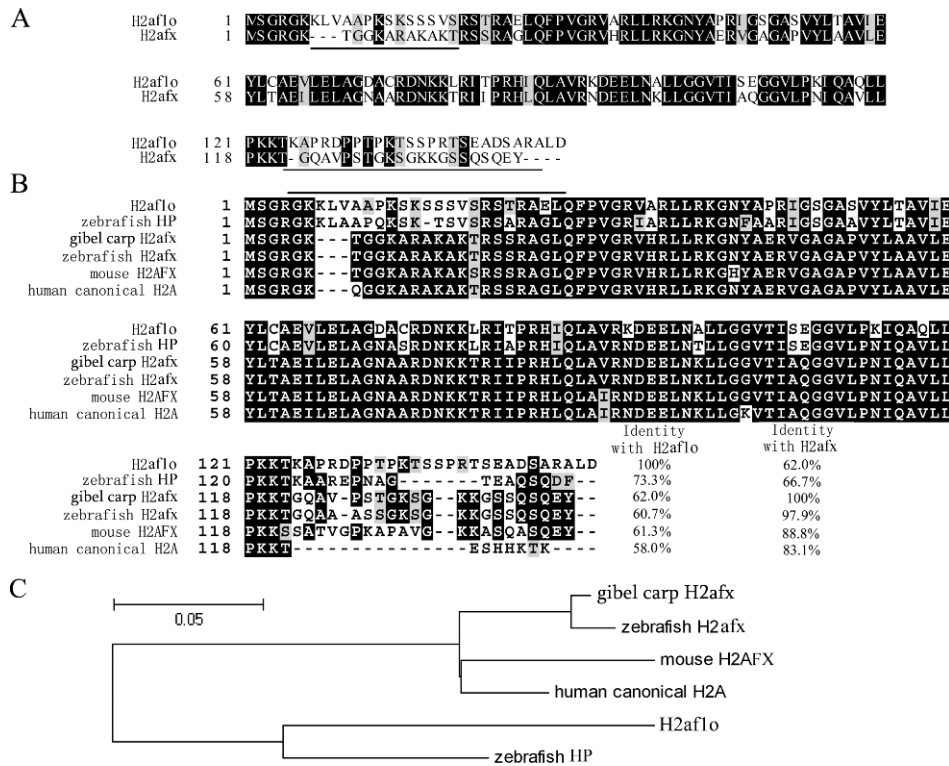 A
H2af1o 1 MSGRGKKLVAAPKSKSSSVSRSTRAELQFPVGRVARLLRKGNYAPRIGSGASVYLTAVIE
H2afx 1 MSGRGK---TGGKARAKAKTRSSRAGLQFPVGRVHRLLRKGNYAERVGAGAPVYLAAVLE
H2af1o 61 YLCAEVLELAGDACRDNKKLRITPRHIQLAVRKDEELNALLGGVTISEGGVLPKIQAQLL
H2afx 58 YLTAEILELAGNAARDNKKTRIIPRHLQLAVRNDEELNKLLGGVTIAQGGVLPNIQAVLL
H2af1o 121 PKKTKAPRDPPTPKTSSPRTSEADSARALD
H2afx 118 PKKT-GQAVPSTGKSGKKGSSQSQEY----
B
H2af1o 1 MSGRGKKLVAAPKSKSSSVSRSTRAELQFPVGRVARLLRKGNYAPRIGSGASVYLTAVIE
zebrafish HP 1 MSGRGKKLAAPQKSK-TSVSRSARAGLQFPVGRIARLLRKGNFAARIGSGAAVYLTAVIE
gibel carp H2afx 1 MSGRGK---TGGKARAKAKTRSSRAGLQFPVGRVHRLLRKGNYAERVGAGAPVYLAAVLE
zebrafish H2afx 1 MSGRGK---TGGKARAKAKSRSSRAGLQFPVGRVHRLLRKGNYAERVGAGAPVYLAAVLE
mouse H2AFX 1 MSGRGK---TGGKARAKAKSRSSRAGLQFPVGRVHRLLRKGHYAERVGAGAPVYLAAVLE
human canonical H2A 1 MSGRGK---QGGKARAKAKTRSSRAGLQFPVGRVHRLLRKGNYAERVGAGAPVYLAAVLE
H2af1o 61 YLCAEVLELAGDACRDNKKLRITPRHIQLAVRKDEELNALLGGVTISEGGVLPKIQAQLL
zebrafish HP 60 YLCAEVLELAGNASRDNKKLRIAPRHIQLAVRNDEELNTLLGGVTISEGGVLPNIQAVLL
gibel carp H2afx 58 YLTAEILELAGNAARDNKKTRIIPRHLQLAVRNDEELNKLLGGVTIAQGGVLPNIQAVLL
zebrafish H2afx 58 YLTAEILELAGNAARDNKKTRIIPRHLQLAVRNDEELNKLLGGVTIAQGGVLPNIQAVLL
mouse H2AFX 58 YLTAEILELAGNAARDNKKTRIIPRHLQLAIRNDEELNKLLGGVTIAQGGVLPNIQAVLL
human canonical H2A 58 YLTAEILELAGNAARDNKKTRIIPRHLQLAIRNDEELNKLLGKVTIAQGGVLPNIQAVLL
Identity with H2af1o Identity with H2afx
H2af1o 121 PKKTKAPRDPPTPKTSSPRTSEADSARALD 100% 62.0%
zebrafish HP 120 PKKTKAAREPNAG-------TEAQSQDF-- 73.3% 66.7%
gibel carp H2afx 118 PKKTGQAV-PSTGKSG--KKGSSQSQEY-- 62.0% 100%
zebrafish H2afx 118 PKKTGQAA-ASSGKSG--KKGSSQSQEY-- 60.7% 97.9%
mouse H2AFX 118 PKKSSATVGPKAPAVG--KKASQASQEY-- 61.3% 88.8%
human canonical H2A 118 PKKT----------------ESHHKTK---- 58.0% 83.1%
C
0.05
gibel carp H2afx
zebrafish H2afx
mouse H2AFX
human canonical H2A
H2af1o
zebrafish HP